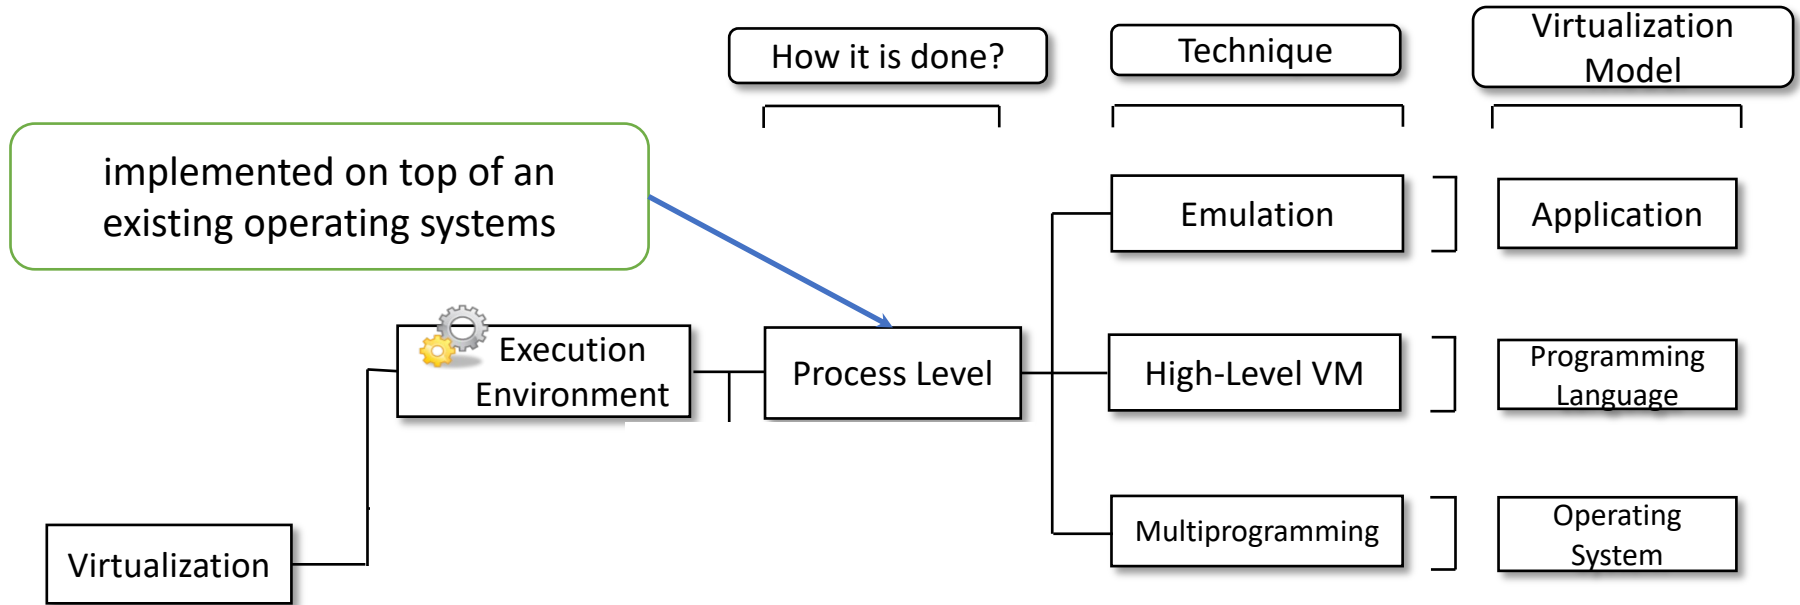 How it is done?
Technique
Virtualization
Model
implemented on top of an
existing operating systems
Emulation
Application
Execution
Environment
Process Level
High-Level VM
Programming
Language
Multiprogramming
Operating
System
Virtualization